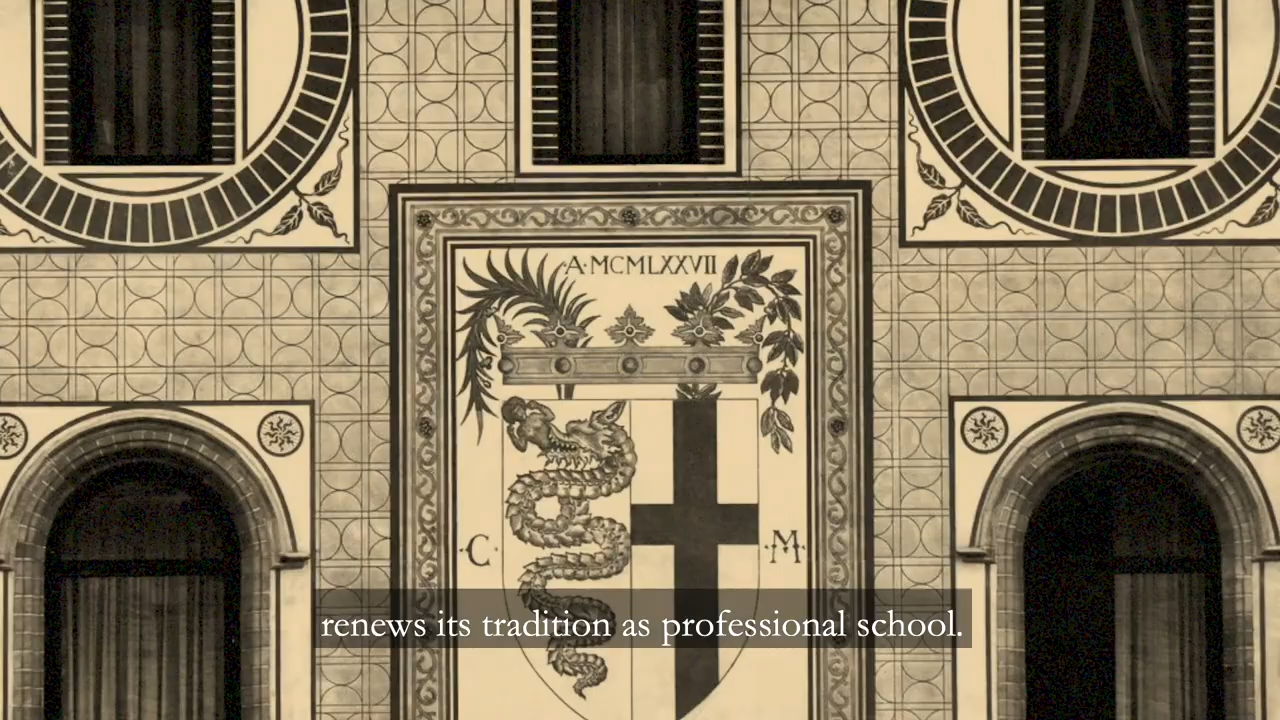 ·A·MCMLXXVII
·C· ·M·
renews its tradition as professional school.